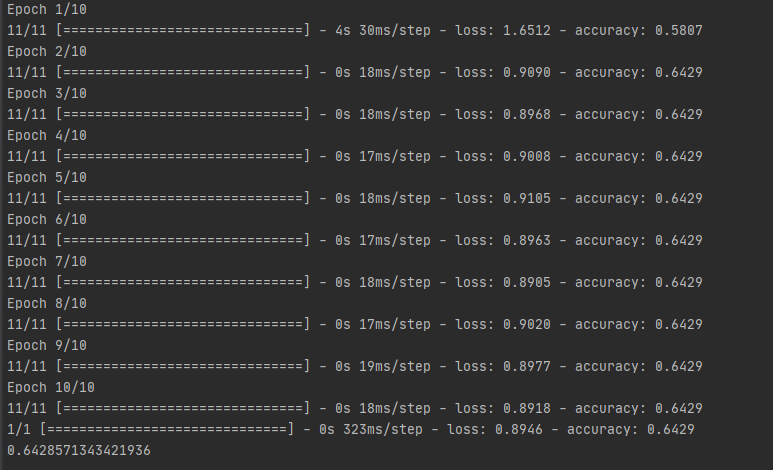 Epoch 1/10
11/11 [==============================] - 4s 30ms/step - loss: 1.6512 - accuracy: 0.5807
Epoch 2/10
11/11 [==============================] - 0s 18ms/step - loss: 0.9090 - accuracy: 0.6429
Epoch 3/10
11/11 [==============================] - 0s 18ms/step - loss: 0.8968 - accuracy: 0.6429
Epoch 4/10
11/11 [==============================] - 0s 17ms/step - loss: 0.9008 - accuracy: 0.6429
Epoch 5/10
11/11 [==============================] - 0s 18ms/step - loss: 0.9105 - accuracy: 0.6429
Epoch 6/10
11/11 [==============================] - 0s 17ms/step - loss: 0.8963 - accuracy: 0.6429
Epoch 7/10
11/11 [==============================] - 0s 18ms/step - loss: 0.8905 - accuracy: 0.6429
Epoch 8/10
11/11 [==============================] - 0s 17ms/step - loss: 0.9020 - accuracy: 0.6429
Epoch 9/10
11/11 [==============================] - 0s 19ms/step - loss: 0.8977 - accuracy: 0.6429
Epoch 10/10
11/11 [==============================] - 0s 18ms/step - loss: 0.8918 - accuracy: 0.6429
1/1 [==============================] - 0s 323ms/step - loss: 0.8946 - accuracy: 0.6429
0.6428571343421936